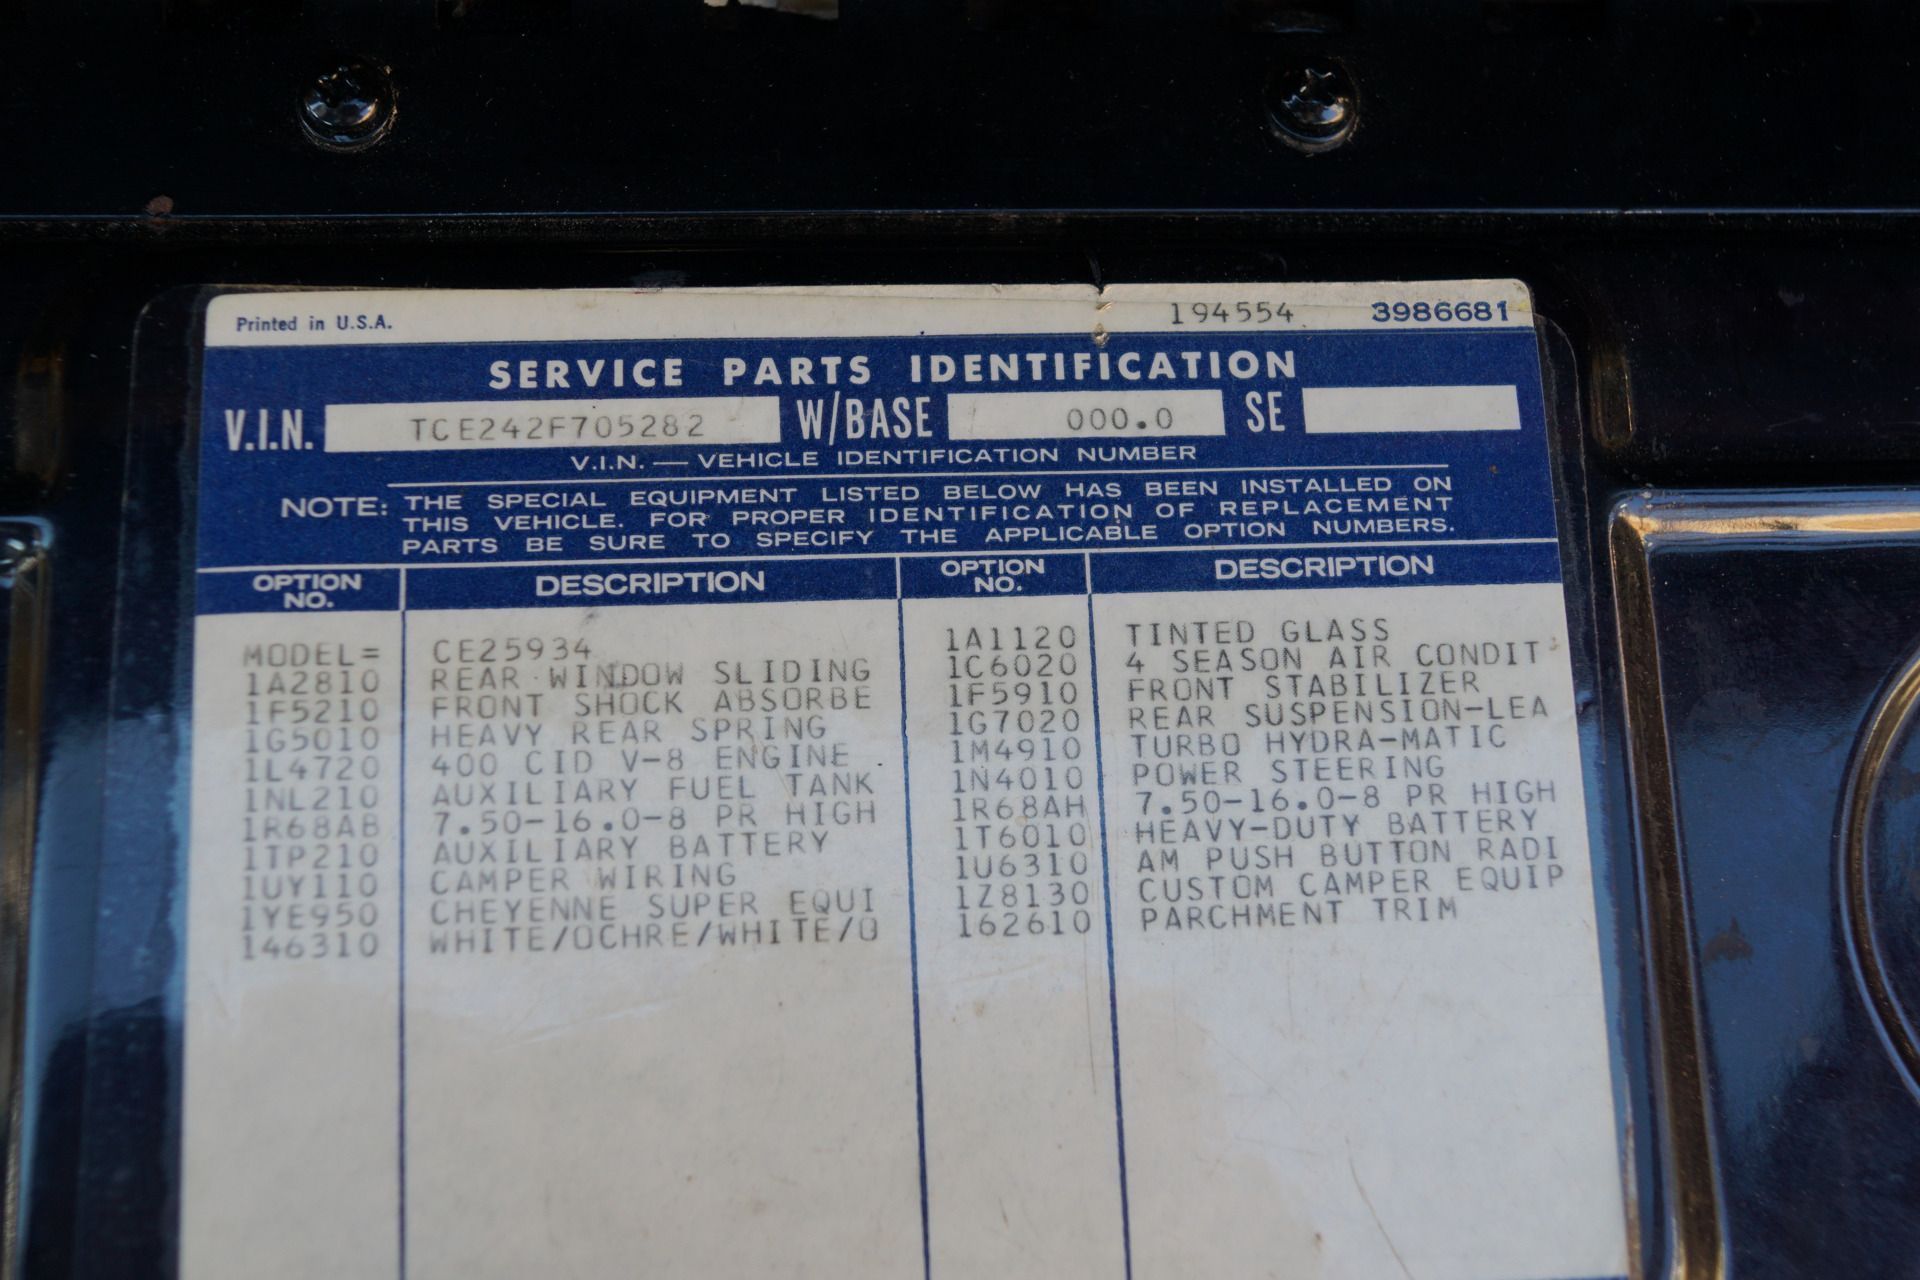 Printed in U.S.A. 194554 3986681
SERVICE PARTS IDENTIFICATION
V.I.N. TCE242F705282 W/BASE 000.0 SE
V.I.N. — VEHICLE IDENTIFICATION NUMBER
NOTE: THE SPECIAL EQUIPMENT LISTED BELOW HAS BEEN INSTALLED ON
THIS VEHICLE. FOR PROPER IDENTIFICATION OF REPLACEMENT
PARTS BE SURE TO SPECIFY THE APPLICABLE OPTION NUMBERS.
OPTION NO. DESCRIPTION OPTION NO. DESCRIPTION
MODEL= CE25934 1A1120 TINTED GLASS
1A2810 REAR WINDOW SLIDING 1C6020 4 SEASON AIR CONDIT
1F5210 FRONT SHOCK ABSORBE 1F5910 FRONT STABILIZER
1G5010 HEAVY REAR SPRING 1G7020 REAR SUSPENSION-LEA
1L4720 400 CID V-8 ENGINE 1M4910 TURBO HYDRA-MATIC
1NL210 AUXILIARY FUEL TANK 1N4010 POWER STEERING
1R68AB 7.50-16.0-8 PR HIGH 1R68AH 7.50-16.0-8 PR HIGH
1TP210 AUXILIARY BATTERY 1T6010 HEAVY-DUTY BATTERY
1UY110 CAMPER WIRING 1U6310 AM PUSH BUTTON RADI
1YE950 CHEYENNE SUPER EQUI 1Z8130 CUSTOM CAMPER EQUIP
146310 WHITE/OCHRE/WHITE/O 162610 PARCHMENT TRIM